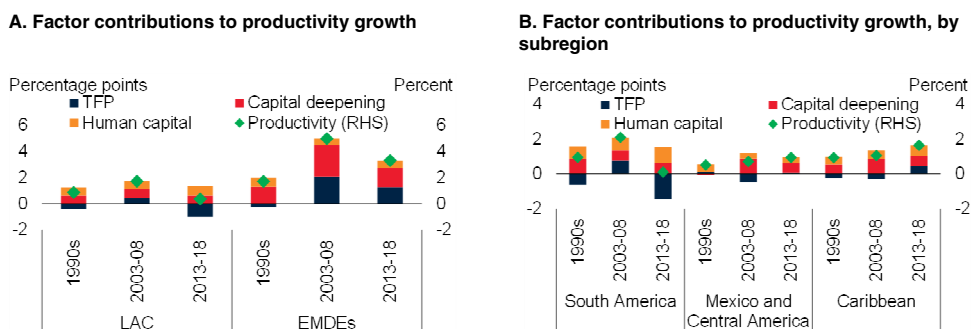 A. Factor contributions to productivity growth
Percentage points
Percent
TFP
Capital deepening
Human capital
Productivity (RHS)
6
4
2
0
-2
6
4
2
0
-2
1990s
2003-08
2013-18
1990s
2003-08
2013-18
LAC
EMDEs
B. Factor contributions to productivity growth, by
subregion
Percentage points
Percent
4
2
0
-2
TFP
Capital deepening
Human capital
Productivity (RHS)
4
2
0
-2
1990s
2003-08
2013-18
1990s
2003-08
2013-18
1990s
2003-08
2013-18
South America
Mexico and
Central America
Caribbean